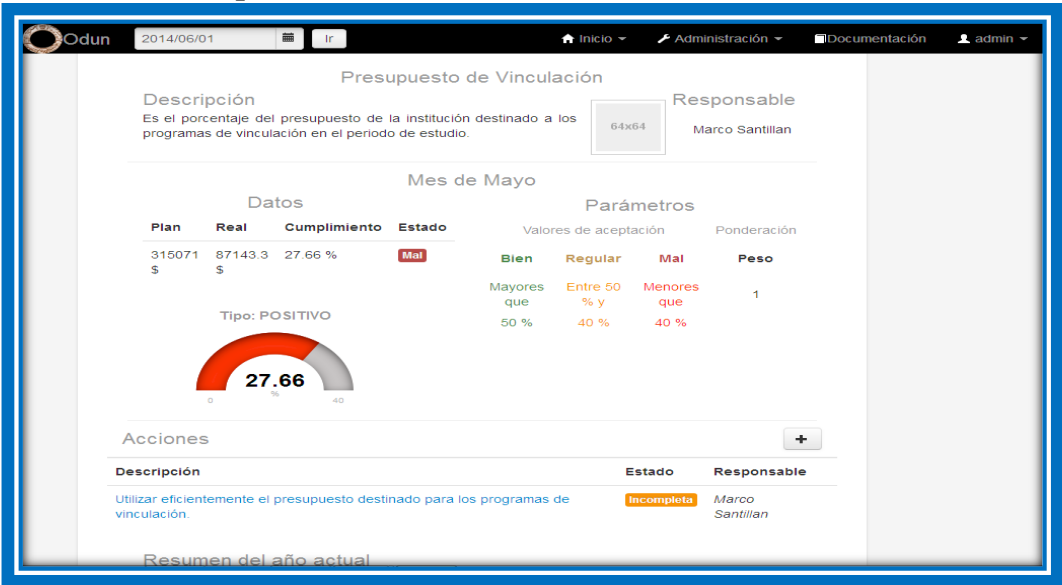 Odun 2014/06/01 Ir Inicio Administración Documentación admin
Presupuesto de Vinculación
Descripción
Es el porcentaje del presupuesto de la institución destinado a los
programas de vinculación en el periodo de estudio.
64x64
Responsable
Marco Santillan
Mes de Mayo
Datos
Plan Real Cumplimiento Estado
315071 87143.3 27.66 % Mal
$ $
Tipo: POSITIVO
27.66
%
0 40
Parámetros
Valores de aceptación Ponderación
Bien Regular Mal Peso
Mayores Entre 50 Menores
que % y que 1
50 % 40 % 40 %
Acciones +
Descripción Estado Responsable
Utilizar eficientemente el presupuesto destinado para los programas de Incompleta Marco
vinculación. Santillan
Resumen del año actual